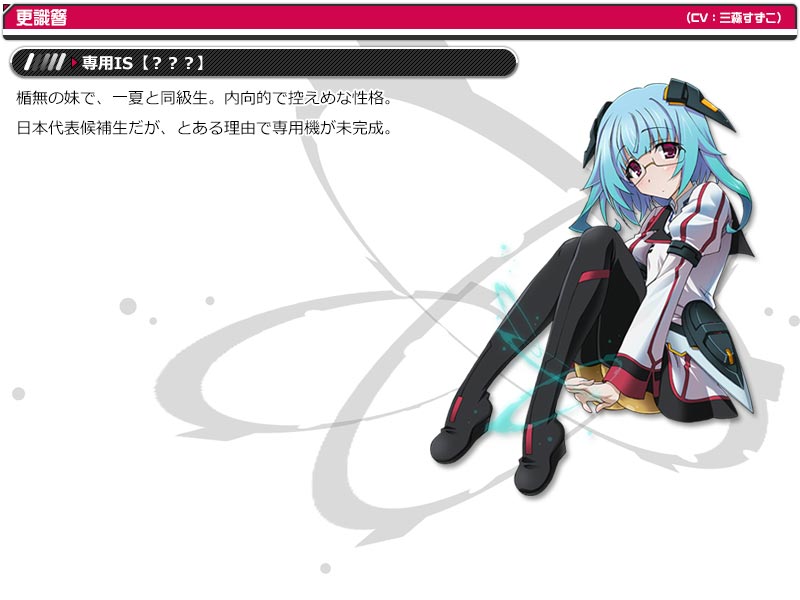 更識簪
(CV：三森すずこ)
専用IS【？？？】
楯無の妹で、一夏と同級生。内向的で控えめな性格。
日本代表候補生だが、とある理由で専用機が未完成。